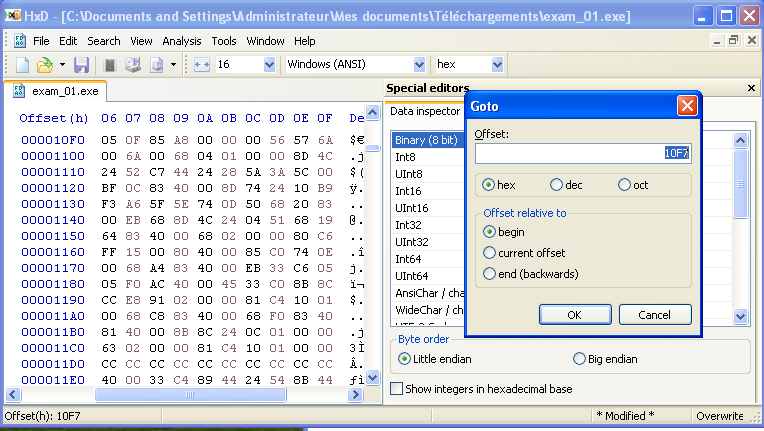 HxD - [C:\Documents and Settings\Administrateur\Mes documents\Téléchargements\exam_01.exe]
File Edit Search View Analysis Tools Window Help
16 Windows (ANSI) hex
exam_01.exe
Special editors
Data inspector
Offset(h) 06 07 08 09 0A 0B 0C 0D 0E 0F De
000010F0 05 0F 85 A8 00 00 00 56 57 6A $€
00001100 00 6A 00 68 04 01 00 00 8D 4C .j
00001110 24 52 C7 44 24 28 5A 3A 5C 00 $(
00001120 BF 0C 83 40 00 8D 74 24 10 B9 ÿ.
00001130 F3 A6 5F 5E 74 0D 50 68 20 83 ..
00001140 00 EB 68 8D 4C 24 04 51 68 19 @.
00001150 64 83 40 00 68 02 00 00 80 C6 .î
00001160 FF 15 00 80 40 00 85 C0 74 0E ..
00001170 00 68 A4 83 40 00 EB 33 C6 05 j.
00001180 05 F0 AC 40 00 45 33 C0 8B 8C ì¬
00001190 CC E8 91 02 00 00 81 C4 10 01 $.
000011A0 00 68 C8 83 40 00 68 F0 83 40 ..
000011B0 81 40 00 8B 8C 24 0C 01 00 00 ..
000011C0 63 02 00 00 81 C4 10 01 00 00 3Ì
000011D0 CC CC CC CC CC CC CC CC CC CC Â.
000011E0 40 00 33 C4 89 44 24 54 8B 44 ƒì
Binary (8 bit)
Int8
UInt8
Int16
UInt16
Int32
UInt32
Int64
UInt64
AnsiChar / cha
WideChar / cha
Goto
Offset:
10F7
hex dec oct
Offset relative to
begin
current offset
end (backwards)
OK Cancel
Byte order
Little endian Big endian
Show integers in hexadecimal base
Offset(h): 10F7 * Modified * Overwrite